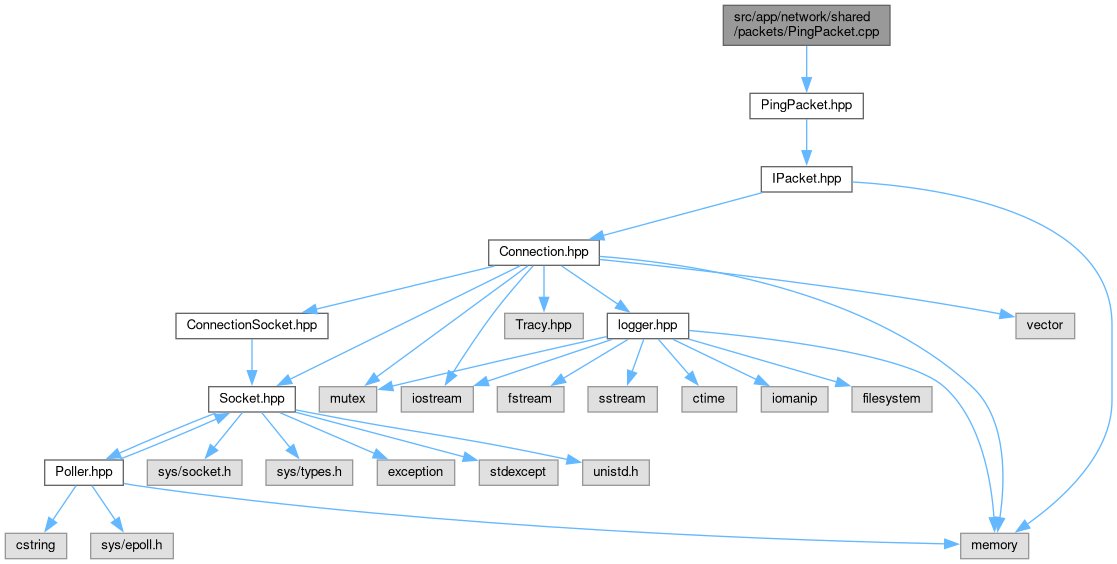 src/app/network/shared
/packets/PingPacket.cpp
PingPacket.hpp
IPacket.hpp
Connection.hpp
ConnectionSocket.hpp
Tracy.hpp
logger.hpp
vector
Socket.hpp
mutex
iostream
fstream
sstream
ctime
iomanip
filesystem
Poller.hpp
sys/socket.h
sys/types.h
exception
stdexcept
unistd.h
cstring
sys/epoll.h
memory